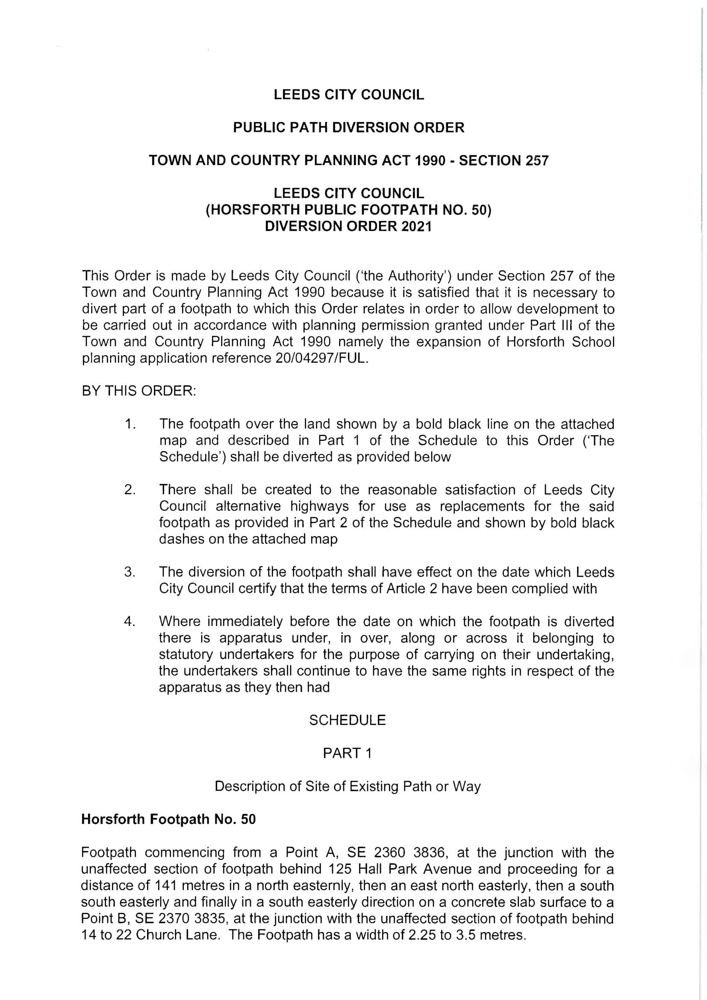 LEEDS CITY COUNCIL
PUBLIC PATH DIVERSION ORDER
TOWN AND COUNTRY PLANNING ACT 1990 - SECTION 257
LEEDS CITY COUNCIL
(HORSFORTH PUBLIC FOOTPATH NO. 50)
DIVERSION ORDER 2021
This Order is made by Leeds City Council ('the Authority') under Section 257 of the
Town and Country Planning Act 1990 because it is satisfied that it is necessary to
divert part of a footpath to which this Order relates in order to allow development to
be carried out in accordance with planning permission granted under Part III of the
Town and Country Planning Act 1990 namely the expansion of Horsforth School
planning application reference 20/04297/FUL.
BY THIS ORDER:
1. The footpath over the land shown by a bold black line on the attached
map and described in Part 1 of the Schedule to this Order ('The
Schedule') shall be diverted as provided below
2. There shall be created to the reasonable satisfaction of Leeds City
Council alternative highways for use as replacements for the said
footpath as provided in Part 2 of the Schedule and shown by bold black
dashes on the attached map
3. The diversion of the footpath shall have effect on the date which Leeds
City Council certify that the terms of Article 2 have been complied with
4. Where immediately before the date on which the footpath is diverted
there is apparatus under, in over, along or across it belonging to
statutory undertakers for the purpose of carrying on their undertaking,
the undertakers shall continue to have the same rights in respect of the
apparatus as they then had
SCHEDULE
PART 1
Description of Site of Existing Path or Way
Horsforth Footpath No. 50
Footpath commencing from a Point A, SE 2360 3836, at the junction with the
unaffected section of footpath behind 125 Hall Park Avenue and proceeding for a
distance of 141 metres in a north easternly, then an east north easterly, then a south
south easterly and finally in a south easterly direction on a concrete slab surface to a
Point B, SE 2370 3835, at the junction with the unaffected section of footpath behind
14 to 22 Church Lane. The Footpath has a width of 2.25 to 3.5 metres.